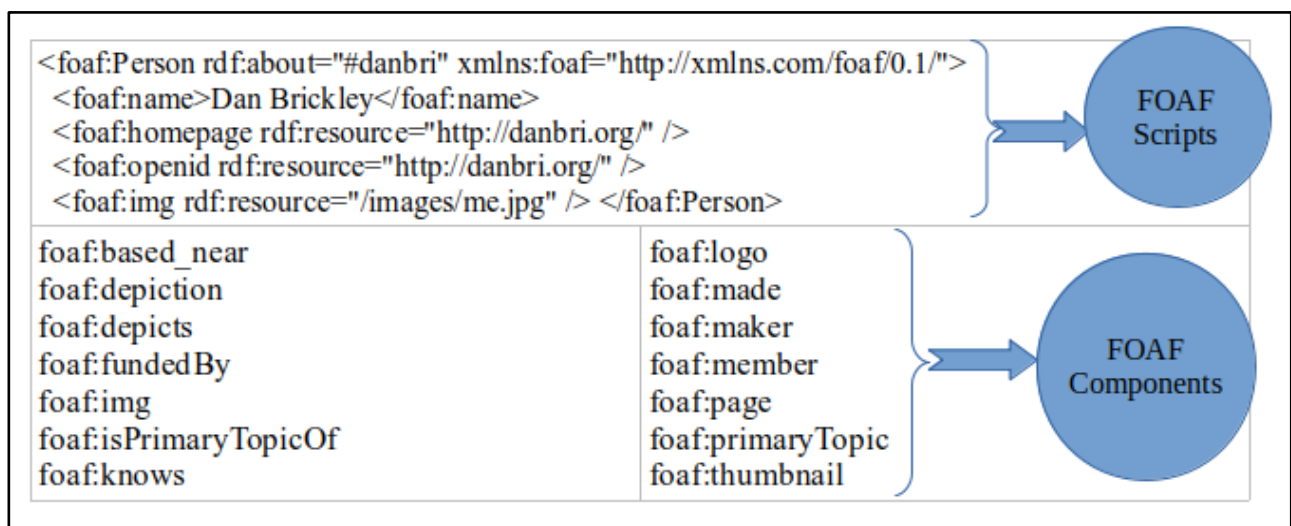 <foaf:Person rdf:about="#danbri" xmlns:foaf="http://xmlns.com/foaf/0.1/">
<foaf:name>Dan Brickley</foaf:name>
<foaf:homepage rdf:resource="http://danbri.org/" />
<foaf:openid rdf:resource="http://danbri.org/" />
<foaf:img rdf:resource="/images/me.jpg" /> </foaf:Person>
FOAF
Scripts
foaf:based_near
foaf:depiction
foaf:depicts
foaf:fundedBy
foaf:img
foaf:isPrimaryTopicOf
foaf:knows
foaf:logo
foaf:made
foaf:maker
foaf:member
foaf:page
foaf:primaryTopic
foaf:thumbnail
FOAF
Components